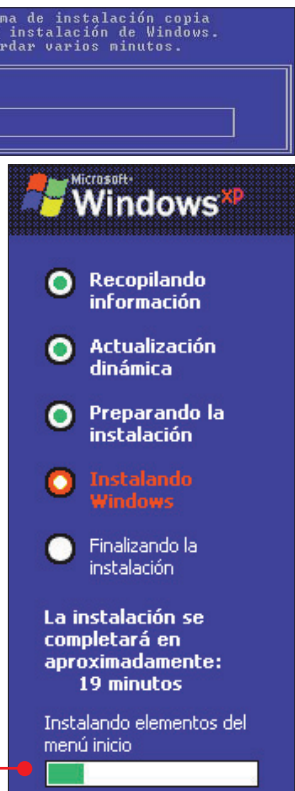 ma de instalación copia
instalación de Windows.
rdar varios minutos.
Microsoft
Windows xp
Recopilando
información
Actualización
dinámica
Preparando la
instalación
Instalando
Windows
Finalizando la
instalación
La instalación se
completará en
aproximadamente:
19 minutos
Instalando elementos del
menú inicio